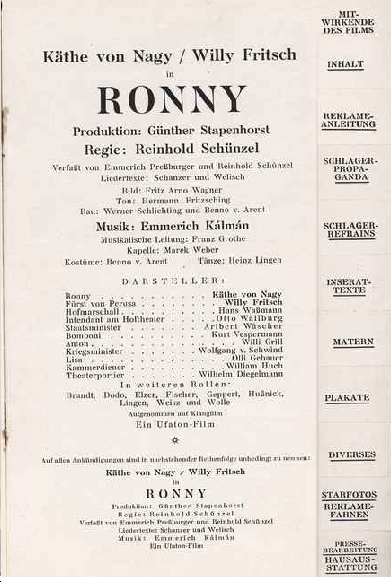 Käthe von Nagy / Willy Fritsch
in
RONNY
Produktion: Günther Stapenhorst
Regie: Reinhold Schünzel
Verfaßt von Emmerich Preßburger und Reinhold Schünzel
Liedertexte: Schanzer und Welisch
Bild: Fritz Arno Wagner
Ton: Hermann Fritzsching
Bau: Werner Schlichting und Benno v. Arent
Musik: Emmerich Kálmán
Musikalische Leitung: Franz Grothe
Kapelle: Marek Weber
Kostüme: Benno v. Arent Tänze: Heinz Lingen
DARSTELLER:
Ronny . . . . . . . . . . . Käthe von Nagy
Fürst von Perusa . . . . . . . . Willy Fritsch
Hofmarschall . . . . . . . . . Hans Waßmann
Intendant am Hoftheater . . . . . Otto Wallburg
Staatsminister . . . . . . . . Aribert Wäscher
Bomboni . . . . . . . . . . Kurt Vespermann
Anton . . . . . . . . . . . Willi Grill
Kriegsminister . . . . . . . Wolfgang v. Schwind
Lisa . . . . . . . . . . . Olli Gebauer
Kammerdiener . . . . . . . . William Huch
Theaterportier . . . . . . . Wilhelm Diegelmann
In weiteren Rollen:
Brandt, Dodo, Elzer, Fischer, Geppert, Hußnick,
Lingen, Weisz und Wolle
Aufgenommen auf Klangfilm
Ein Ufaton-Film
Auf allen Ankündigungen sind in nachstehender Reihenfolge unbedingt zu nennen:
Käthe von Nagy / Willy Fritsch
in
RONNY
Produktion: Günther Stapenhorst
Regie: Reinhold Schünzel
Verfaßt von Emmerich Preßburger und Reinhold Schünzel
Liedertexte: Schanzer und Welisch
Musik: Emmerich Kálmán
Ein Ufaton-Film
MIT-
WIRKENDE
DES FILMS
INHALT
REKLAME-
ANLEITUNG
SCHLAGER-
PROPA-
GANDA
SCHLAGER-
REFRAINS
INSERAT-
TEXTE
MATERN
PLAKATE
DIVERSES
STARFOTOS
REKLAME-
FAHNEN
PRESSE-
BEARBEITUNG
HAUSAUS-
STATTUNG